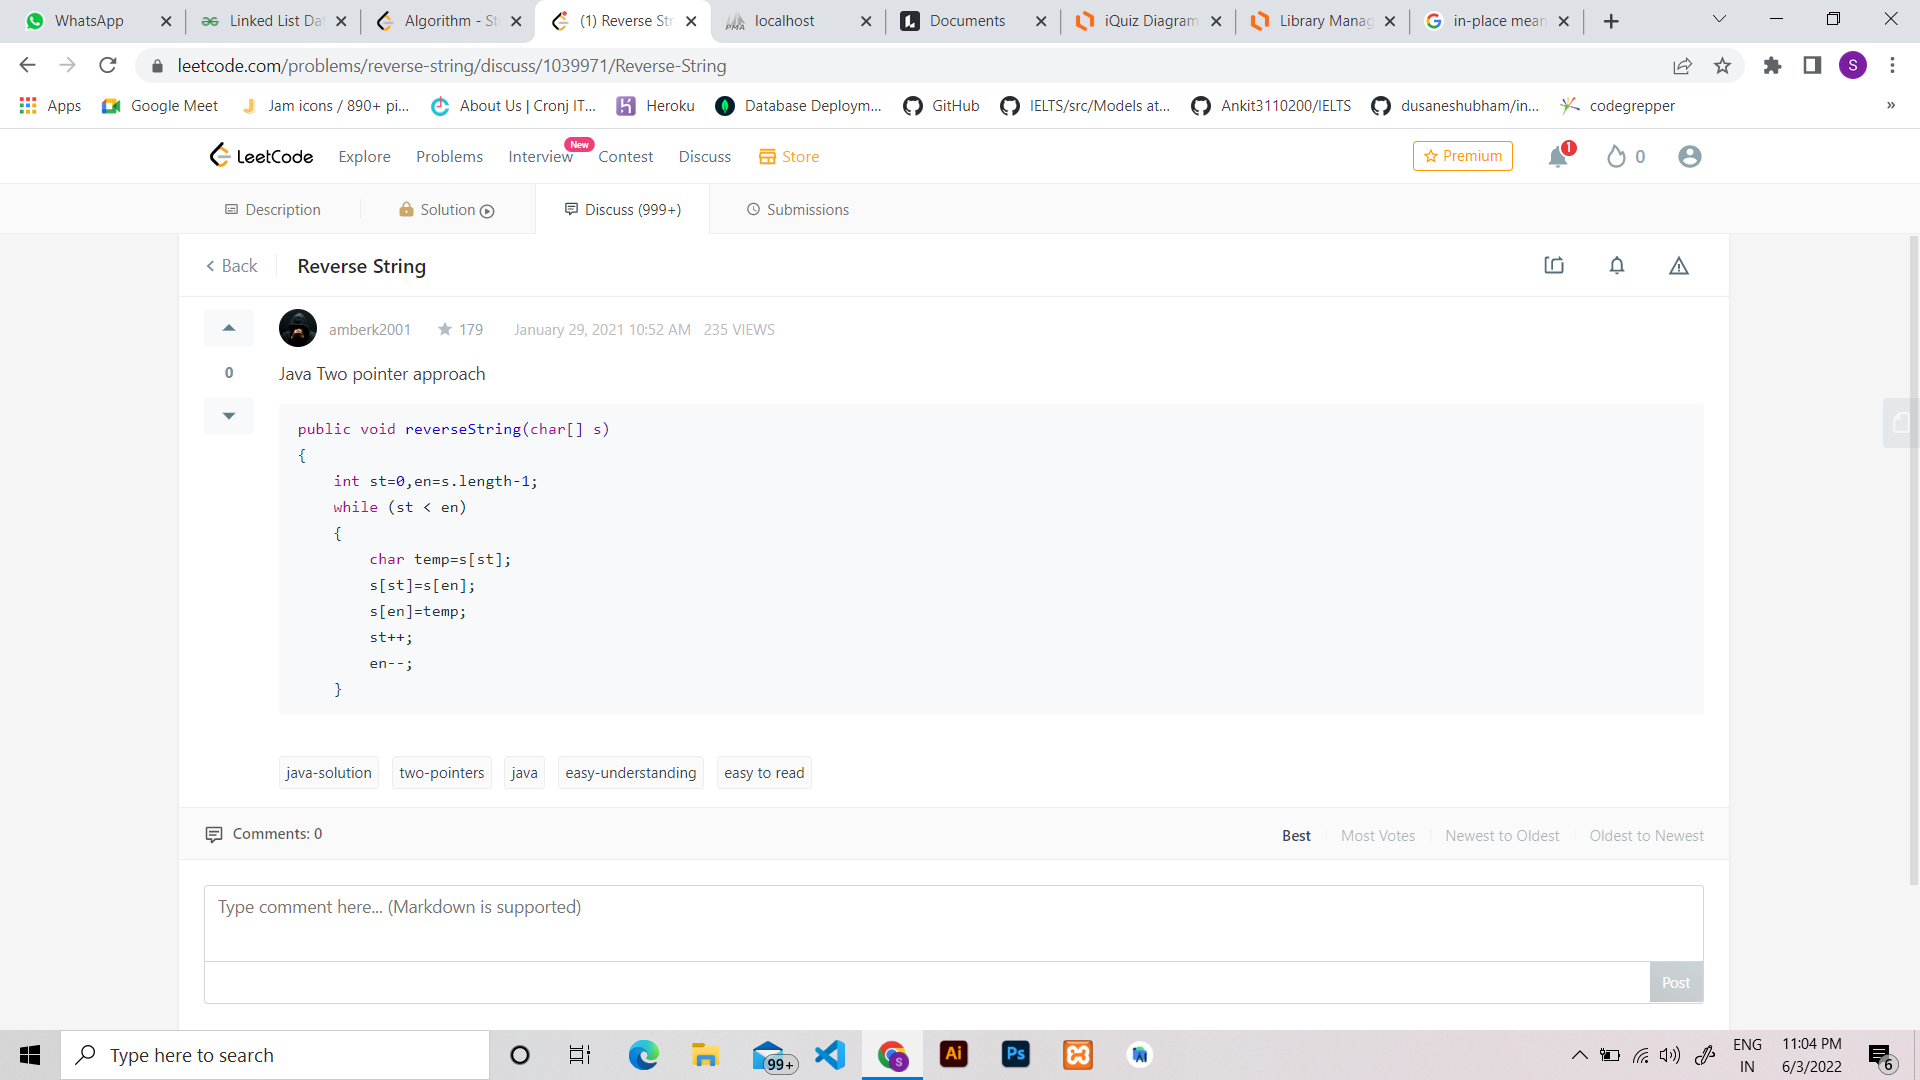 WhatsApp
Linked List Da
Algorithm - St
(1) Reverse Str
localhost
Documents
iQuiz Diagram
Library Manag
in-place mean
leetcode.com/problems/reverse-string/discuss/1039971/Reverse-String
S
Apps
Google Meet
Jam icons / 890+ pi...
About Us | Cronj IT...
Heroku
Database Deploym...
GitHub
IELTS/src/Models at...
Ankit3110200/IELTS
dusaneshubham/in...
codegrepper
»
LeetCode
Explore
Problems
Interview
New
Contest
Discuss
Store
Premium
1
0
Description
Solution
Discuss (999+)
Submissions
Back
Reverse String
amberk2001
179
January 29, 2021 10:52 AM
235 VIEWS
0
Java Two pointer approach
public void reverseString(char[] s)
{
int st=0,en=s.length-1;
while (st < en)
{
char temp=s[st];
s[st]=s[en];
s[en]=temp;
st++;
en--;
}
java-solution
two-pointers
java
easy-understanding
easy to read
Comments: 0
Best
Most Votes
Newest to Oldest
Oldest to Newest
Type comment here... (Markdown is supported)
Post
Type here to search
99+
S
Ai
Ps
ENG
IN
11:04 PM
6/3/2022
6